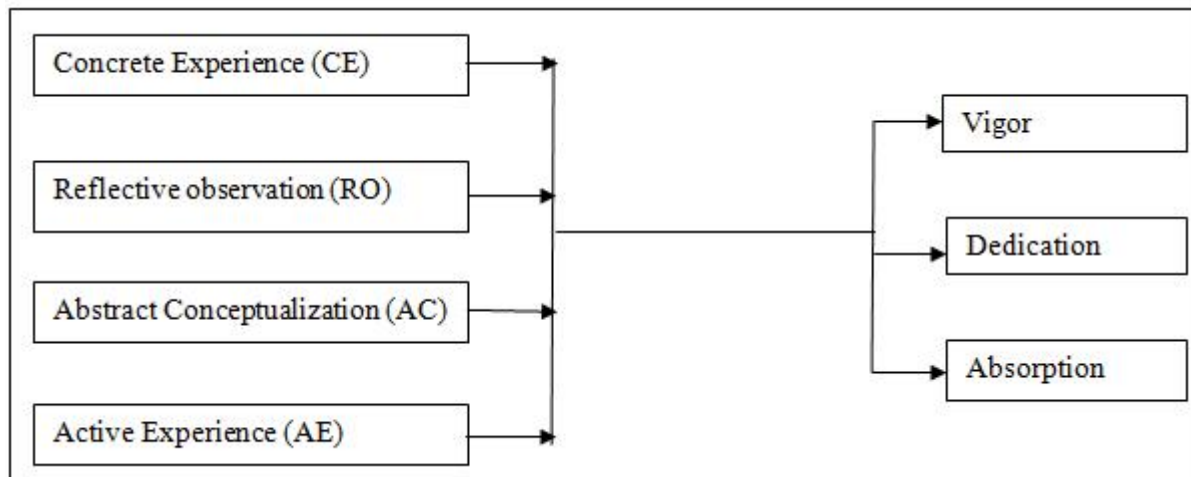 Concrete Experience (CE)
Reflective observation (RO)
Abstract Conceptualization (AC)
Active Experience (AE)
Vigor
Dedication
Absorption